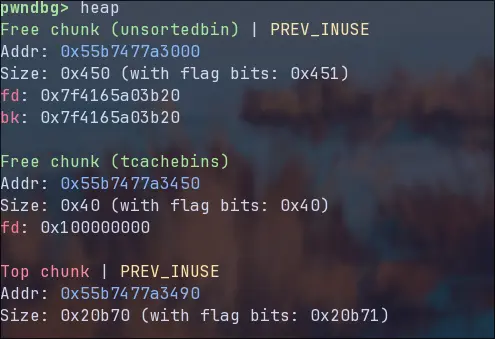 pwndbg> heap
Free chunk (unsortedbin) | PREV_INUSE
Addr: 0x55b7477a3000
Size: 0x450 (with flag bits: 0x451)
fd: 0x7f4165a03b20
bk: 0x7f4165a03b20
Free chunk (tcachebins)
Addr: 0x55b7477a3450
Size: 0x40 (with flag bits: 0x40)
fd: 0x100000000
Top chunk | PREV_INUSE
Addr: 0x55b7477a3490
Size: 0x20b70 (with flag bits: 0x20b71)